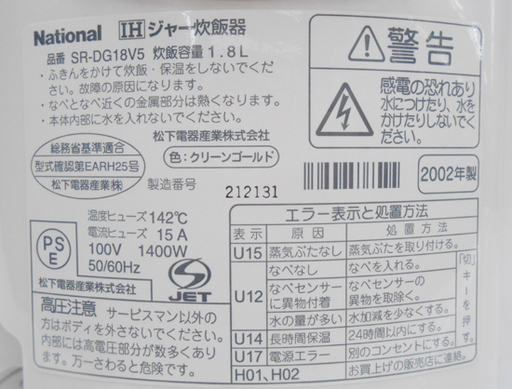 National IH ジャー炊飯器
品番 SR-DG18V5 炊飯容量 1.8L
・ふきんをかけて炊飯・保温をしないでくだ
さい。故障の原因になります。
・なべとなべ近くの金属部分は熱くなります。
・本体内部に水を入れないでください。
松下電器産業株式会社
総務省基準適合
型式確認第EARH25号
松下電器産業㈱
色:クリーンゴールド
製造番号
212131
2002年製
警告
感電の恐れあり
水につけたり、水を
かけたりしないでく
ださい。
PS
E
温度ヒューズ 142℃
電流ヒューズ 15A
100V 1400W
50/60Hz
松下電器産業株式会社
S
JET
高圧注意 サービスマン以外の
方はボディを外さないでください。
内部には高電圧部分が数多くあり
ます。万一さわると危険です。
エラー表示と処置方法
表示 原因 処置方法
U15 蒸気ぶたなし 蒸気ぶたを取り付ける。
U12 なべなし なべを入れる。
なべセンサー
に異物付着
なべセンサーの
異物を取除く。
水の量が多い 水加減を少なくする。
「切」キーを押す。
U14 長時間保温 24時間以内にする。
U17 電源エラー 別のコンセントにする。
H01、H02 お買上げの販売店に連絡。